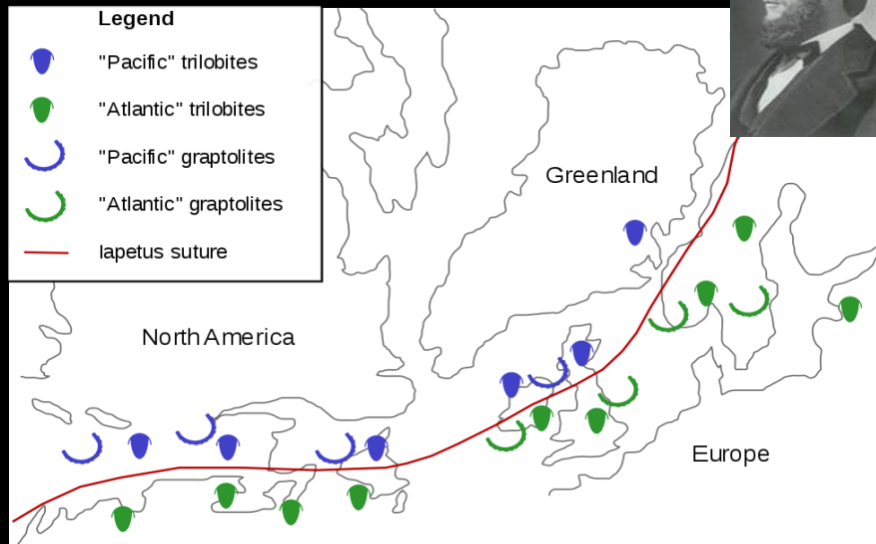 Legend
"Pacific" trilobites
"Atlantic" trilobites
"Pacific" graptolites
"Atlantic" graptolites
Iapetus suture
Greenland
North America
Europe